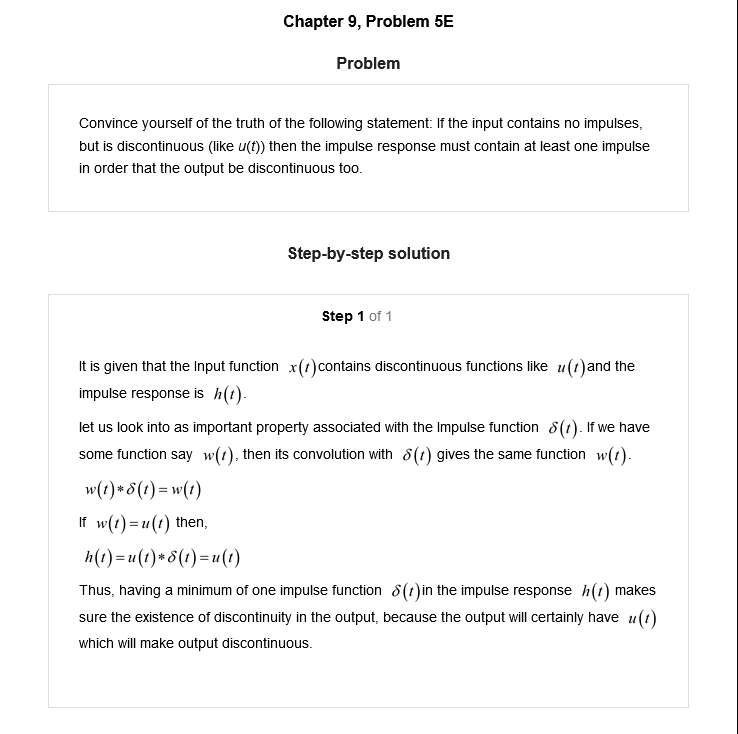 Chapter 9, Problem 5E
Problem
Convince yourself of the truth of the following statement: If the input contains no impulses,
but is discontinuous (like u(t)) then the impulse response must contain at least one impulse
in order that the output be discontinuous too.
Step-by-step solution
Step 1 of 1
It is given that the Input function x(t)contains discontinuous functions like u(t)and the
impulse response is h(t).
let us look into as important property associated with the Impulse function δ(t). If we have
some function say w(t), then its convolution with δ(t) gives the same function w(t).
w(t)*δ(t)=w(t)
If w(t)=u(t) then,
h(t)=u(t)*δ(t)=u(t)
Thus, having a minimum of one impulse function δ(t)in the impulse response h(t) makes
sure the existence of discontinuity in the output, because the output will certainly have u(t)
which will make output discontinuous.